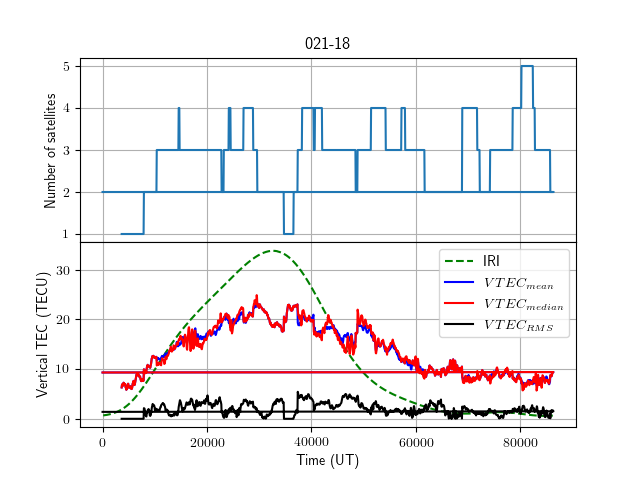 021-18
Number of satellites
5
4
3
2
1
Vertical TEC (TECU)
30
20
10
0
IRI
VTEC_mean
VTEC_median
VTEC_RMS
0 20000 40000 60000 80000
Time (UT)